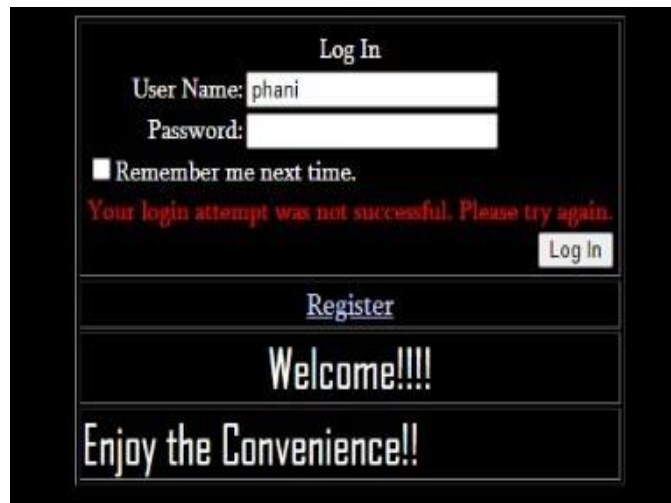 Log In
User Name: phani
Password:
Remember me next time.
Your login attempt was not successful. Please try again.
Log In
Register
Welcome!!!!
Enjoy the Convenience!!